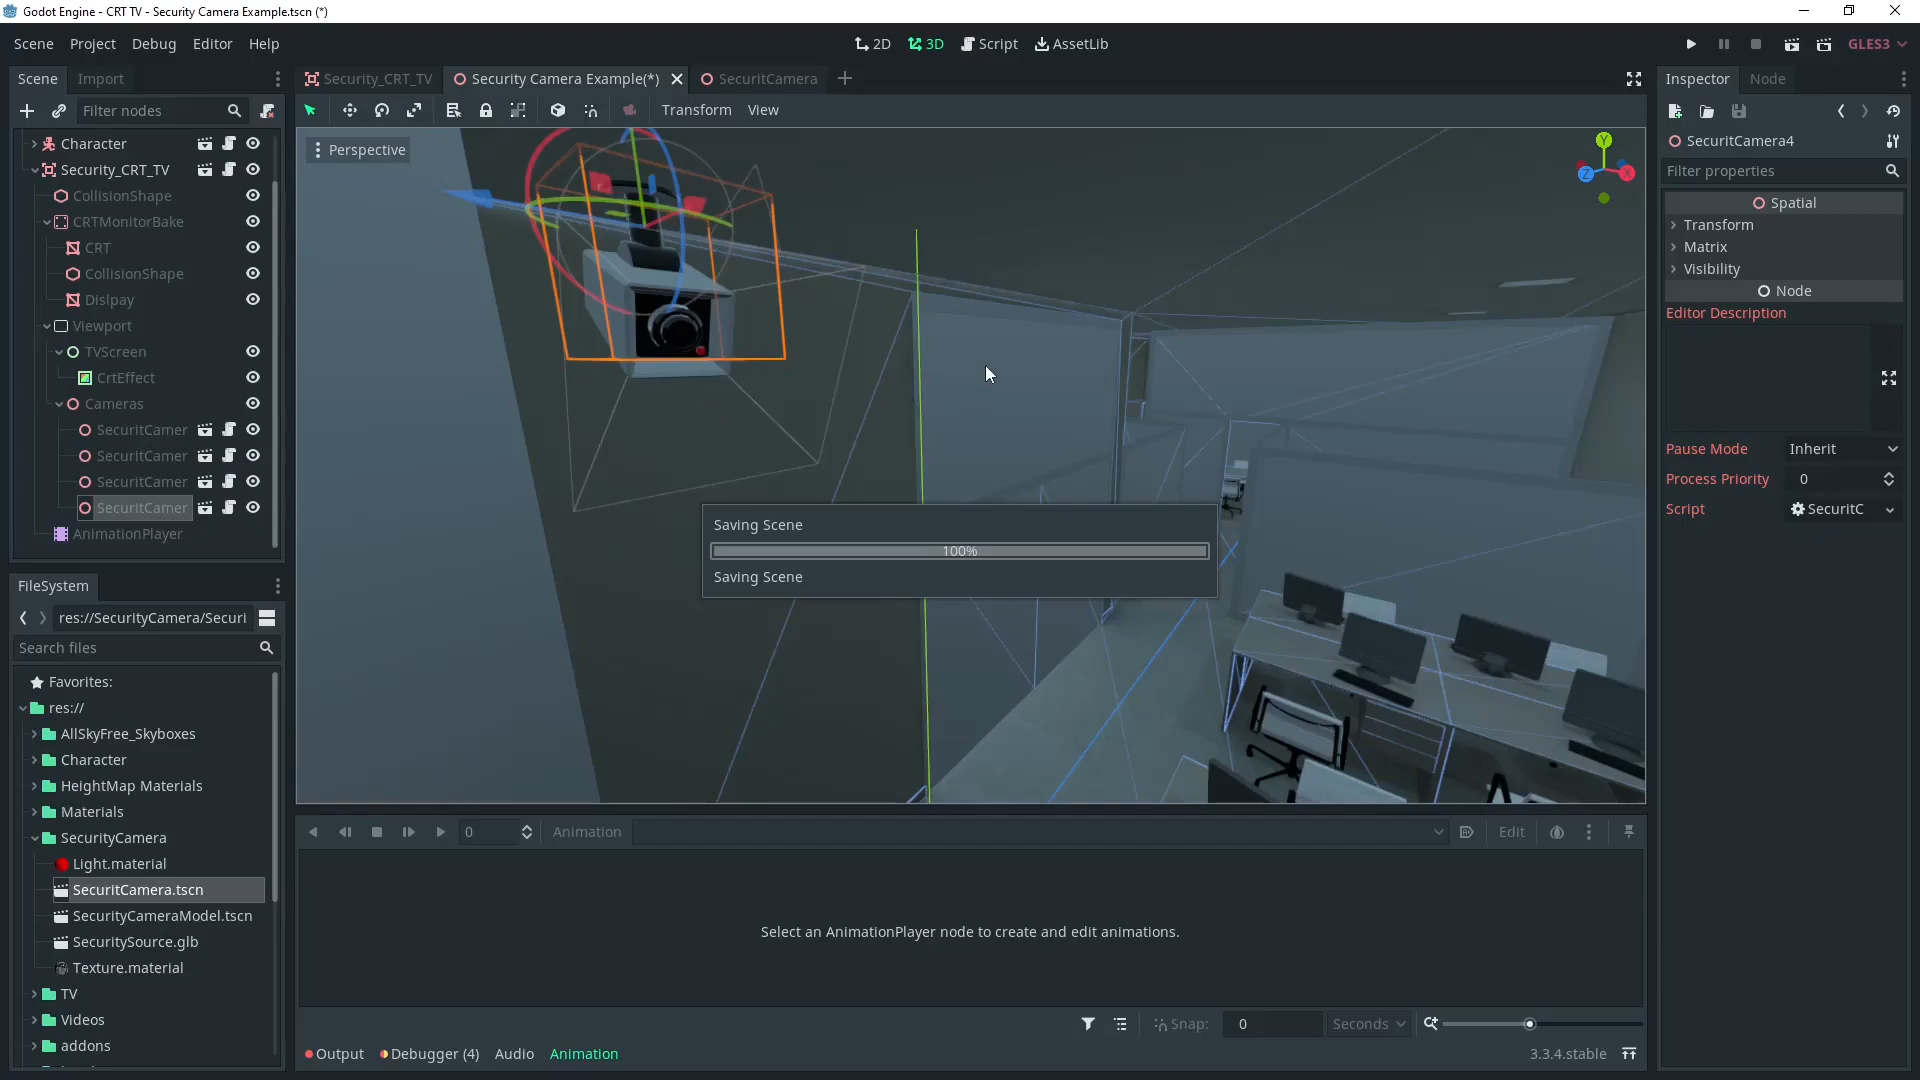 Godot Engine - CRT TV - Security Camera Example.tscn (*)
Scene Project Debug Editor Help
2D 3D Script AssetLib
GLES3
Scene Import
Security_CRT_TV Security Camera Example(*) SecuritCamera
Inspector Node
Filter nodes
Transform View
Character
Security_CRT_TV
CollisionShape
CRTMonitorBake
CRT
CollisionShape
Dislpay
Viewport
TVScreen
CrtEffect
Cameras
SecuritCamer
SecuritCamer
SecuritCamer
SecuritCamer
AnimationPlayer
Perspective
Y
Z
X
Saving Scene
100%
Saving Scene
SecuritCamera4
Filter properties
Spatial
Transform
Matrix
Visibility
Node
Editor Description
Pause Mode Inherit
Process Priority 0
Script SecuritC
FileSystem
res://SecurityCamera/Securi
Search files
Favorites:
res://
AllSkyFree_Skyboxes
Character
HeightMap Materials
Materials
SecurityCamera
Light.material
SecuritCamera.tscn
SecurityCameraModel.tscn
SecuritySource.glb
Texture.material
TV
Videos
addons
0 Animation Edit
Select an AnimationPlayer node to create and edit animations.
Snap: 0 Seconds
Output Debugger (4) Audio Animation
3.3.4.stable